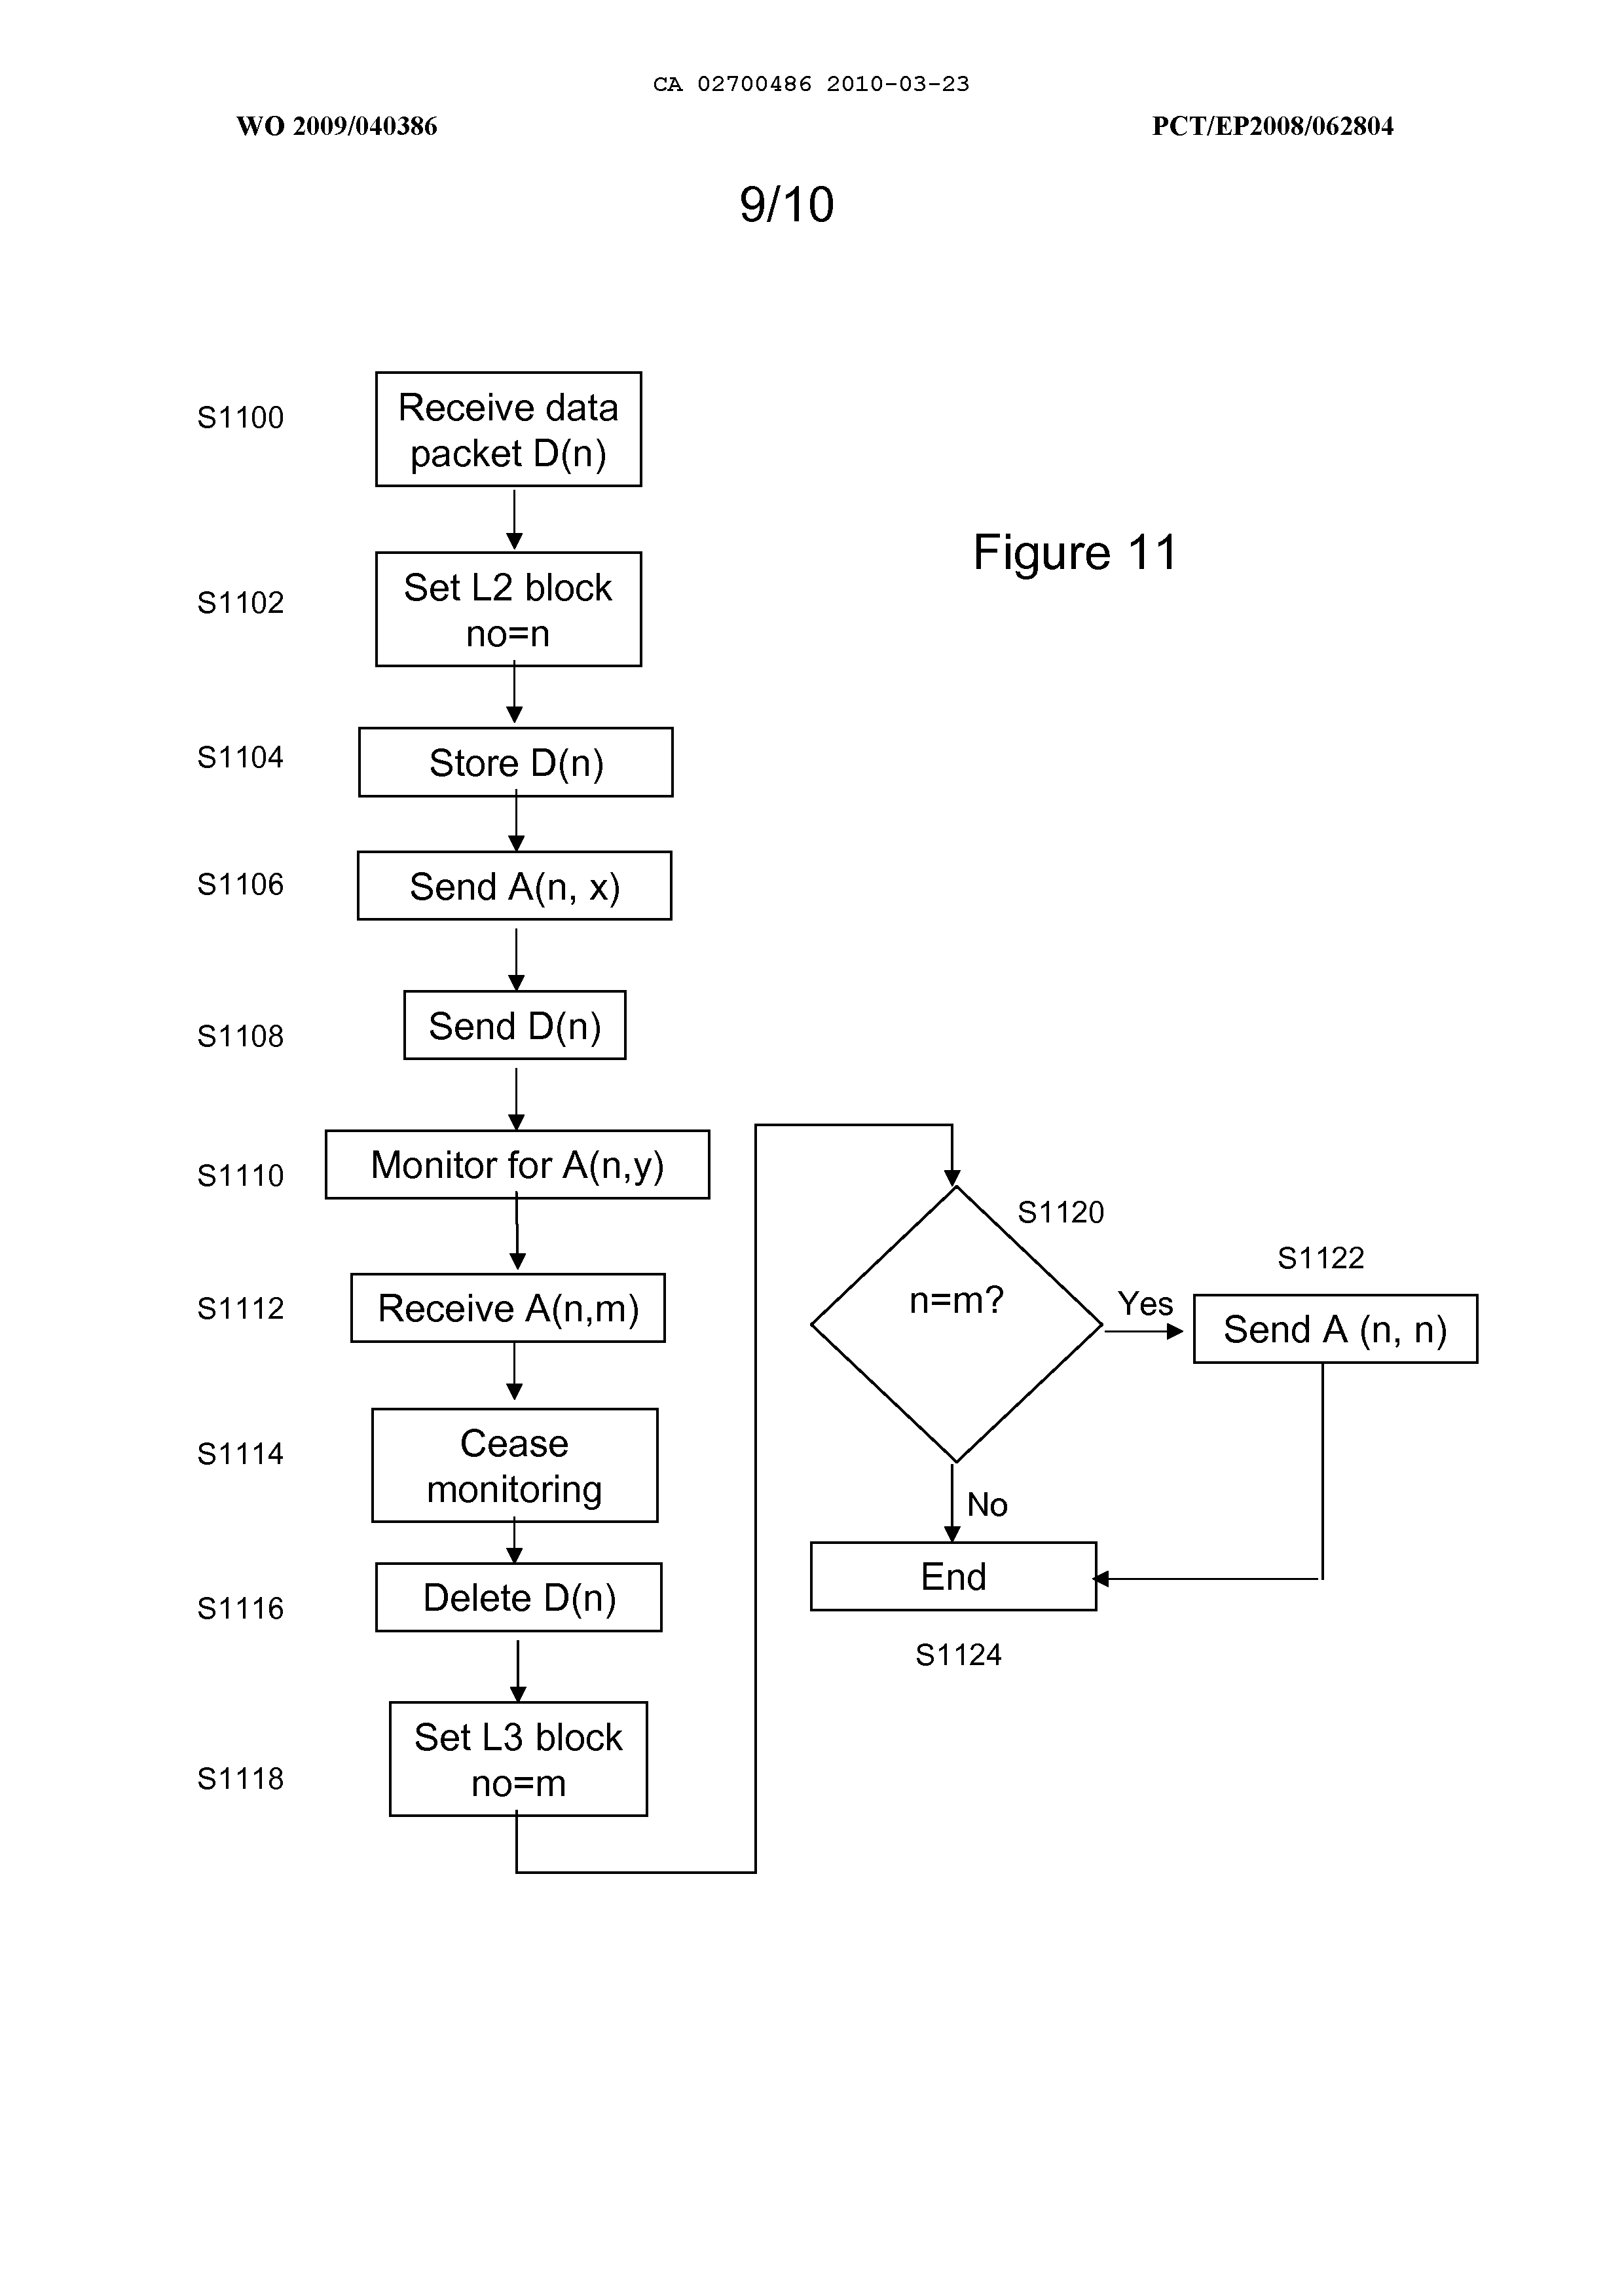 CA 02700486 2010-03-23
WO 2009/040386
PCT/EP2008/062804
9/10
S1100
Receive data
packet D(n)
Figure 11
S1102
Set L2 block
no=n
S1104
Store D(n)
S1106
Send A(n, x)
S1108
Send D(n)
S1110
Monitor for A(n,y)
S1112
Receive A(n,m)
S1114
Cease
monitoring
S1116
Delete D(n)
S1118
Set L3 block
no=m
S1120
n=m?
Yes
S1122
Send A (n, n)
No
End
S1124